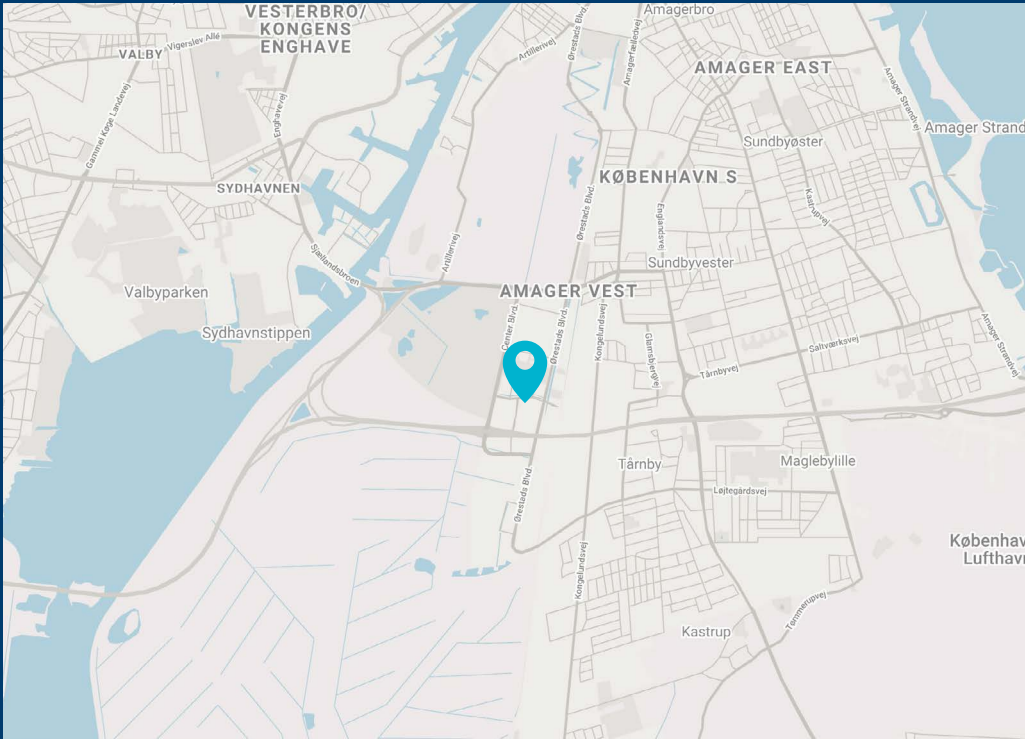 VESTERBRO/
KONGENS
ENGHAVE
Amagerbro
Vigerslev Allé
VALBY
Artillerivej
Ørestads Blvd.
Amagerfælledvej
AMAGER EAST
Amager Strandvej
Gammel Køge Landevej
Enghavevej
Sundbyøster
Amager Strand
SYDHAVNEN
KØBENHAVN S
Kastrupvej
Ørestads Blvd.
Englandsvej
Artillerivej
Sjællandsbroen
Sundbyvester
Valbyparken
AMAGER VEST
Sydhavnstippen
Center Blvd.
Ørestads Blvd.
Kongelundsvej
Glamsbjergvej
Saltværksvej
Amager Strandvej
Tårnbyvej
Tårnby
Maglebylille
Ørestads Blvd.
Løjtegårdsvej
Københav
Lufthavn
Kongelundsvej
Tømmerupvej
Kastrup